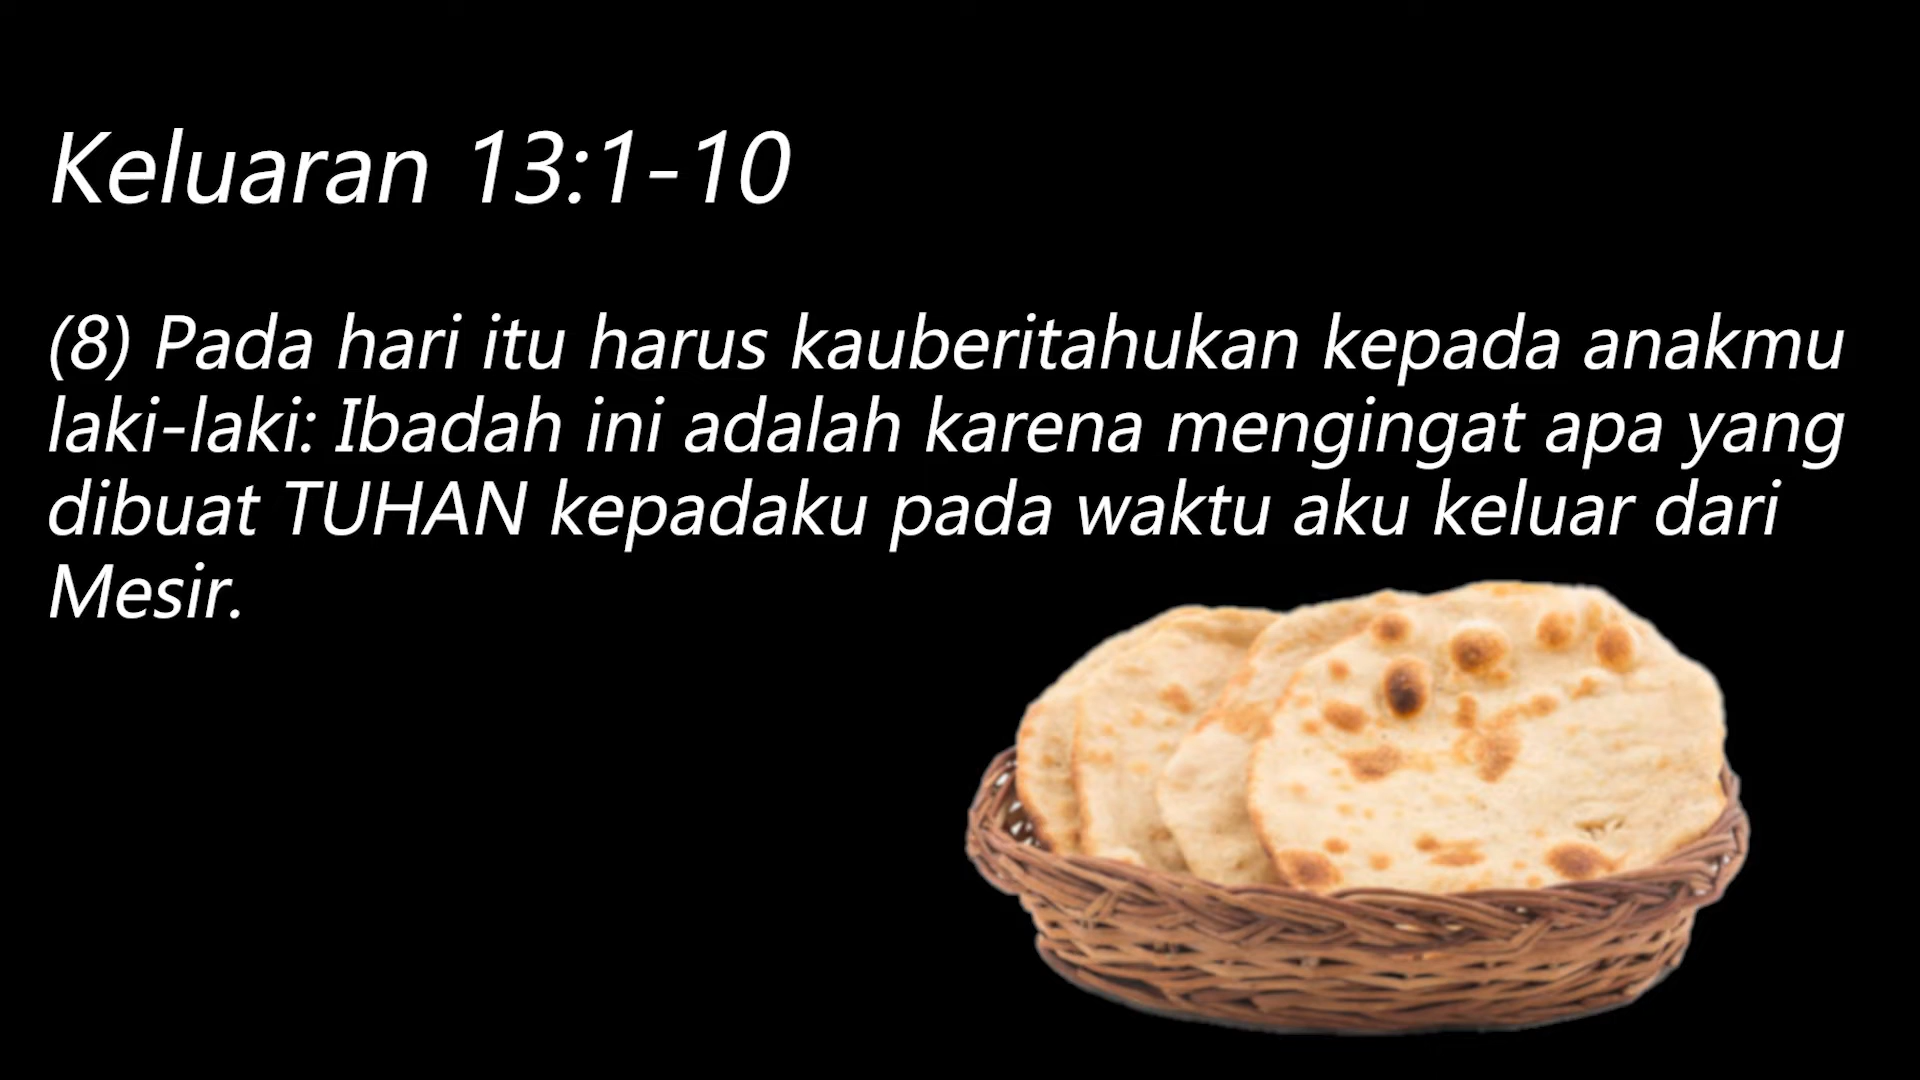 Keluaran 13:1-10
(8) Pada hari itu harus kauberitahukan kepada anakmu
laki-laki: Ibadah ini adalah karena mengingat apa yang
dibuat TUHAN kepadaku pada waktu aku keluar dari
Mesir.